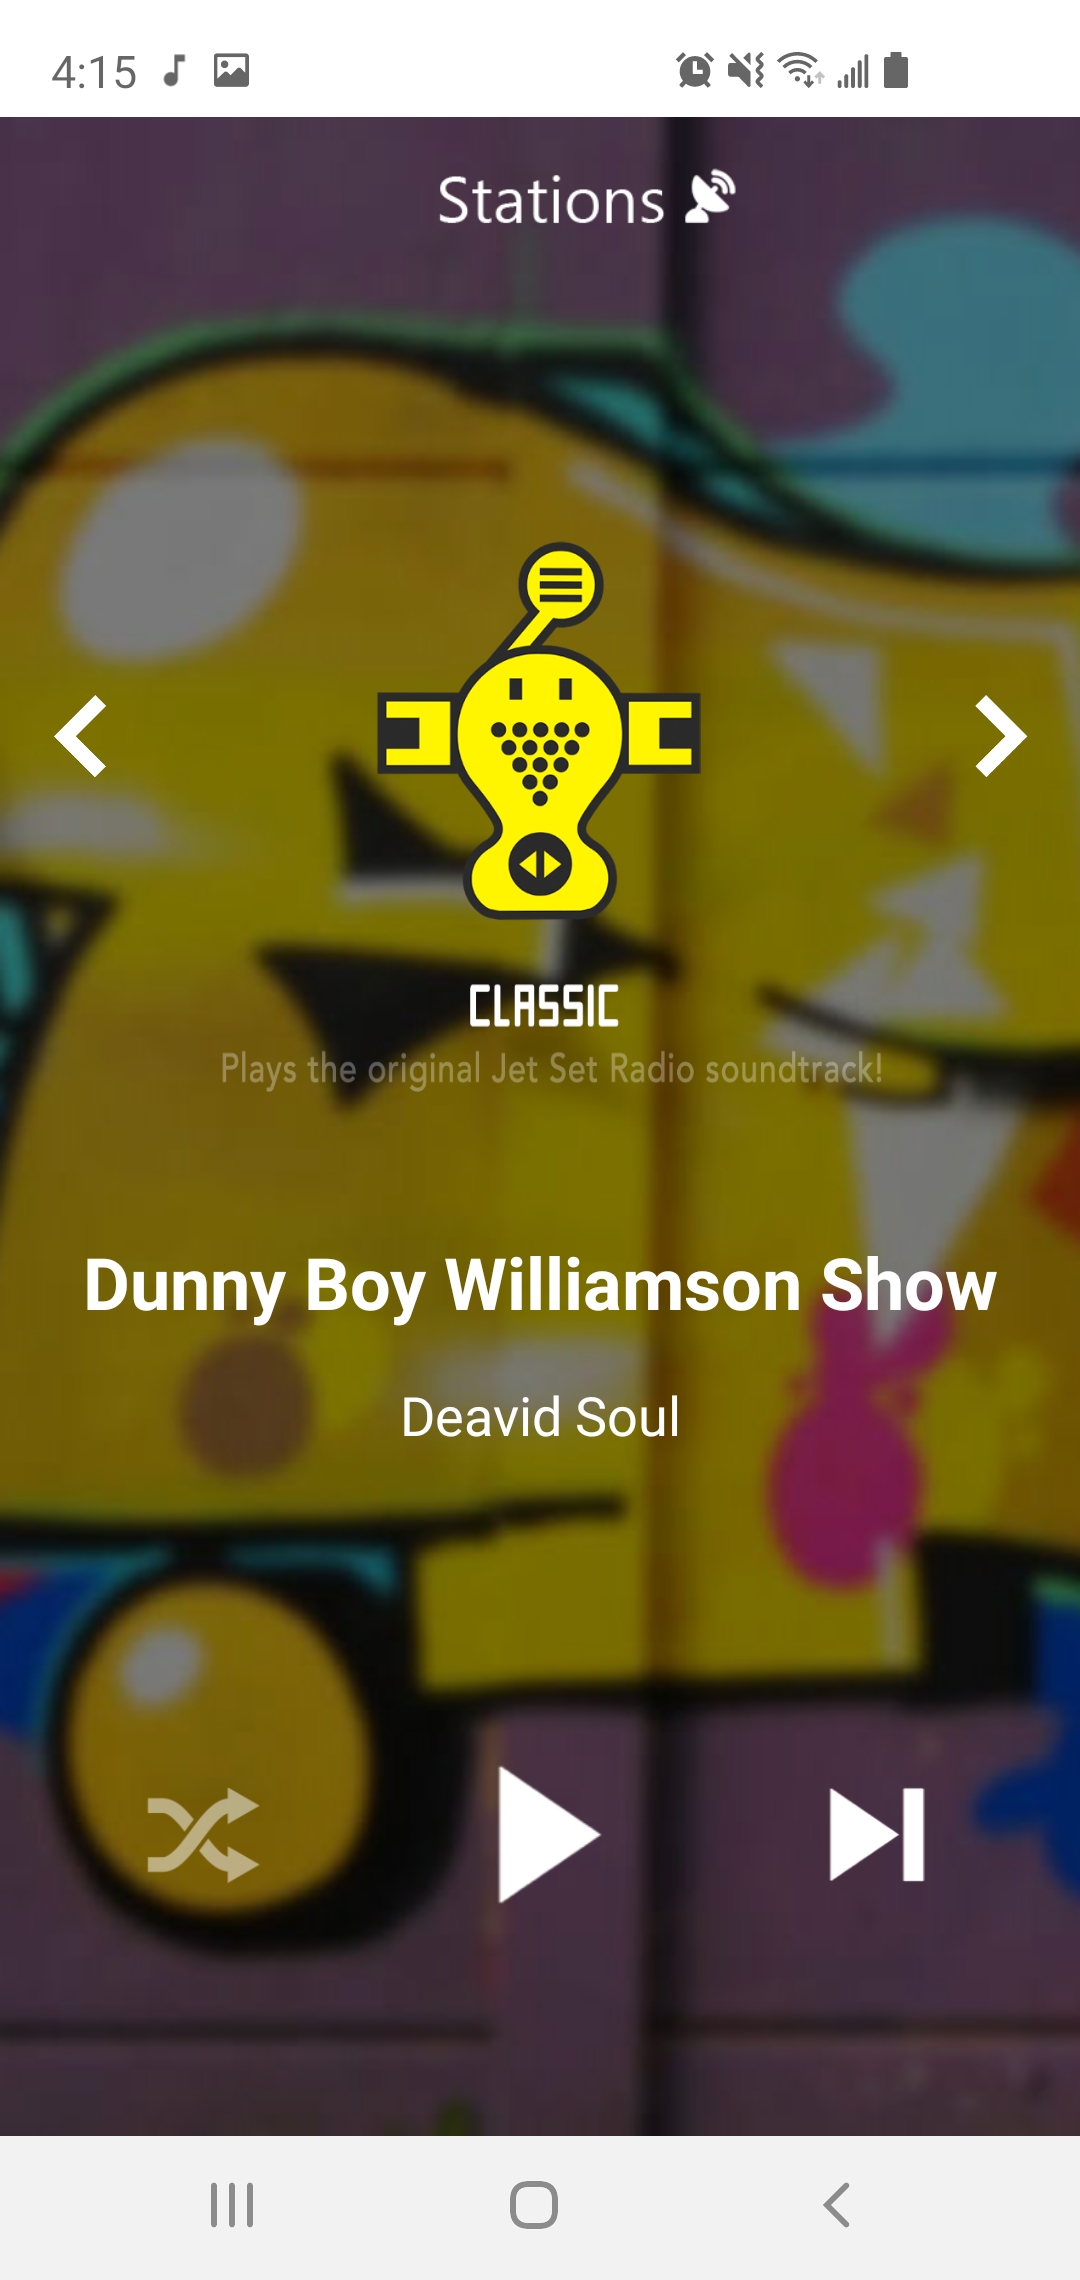 4:15
Stations
CLASSIC
Plays the original Jet Set Radio soundtrack!
Dunny Boy Williamson Show
Deavid Soul